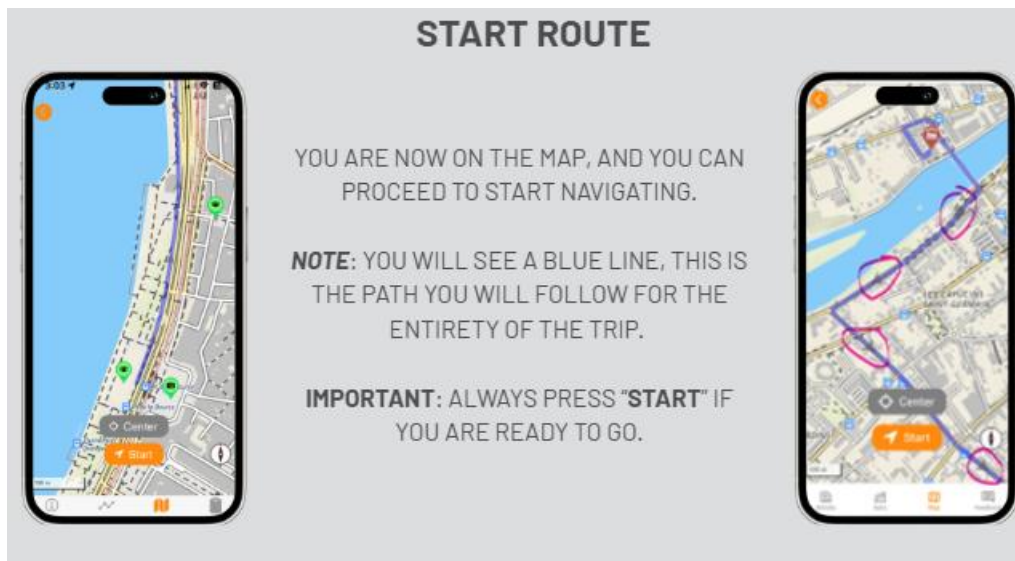 START ROUTE
9:03
YOU ARE NOW ON THE MAP, AND YOU CAN
PROCEED TO START NAVIGATING.
NOTE: YOU WILL SEE A BLUE LINE, THIS IS
THE PATH YOU WILL FOLLOW FOR THE
ENTIRETY OF THE TRIP.
IMPORTANT: ALWAYS PRESS "START" IF
YOU ARE READY TO GO.
Center
Start
Center
Start